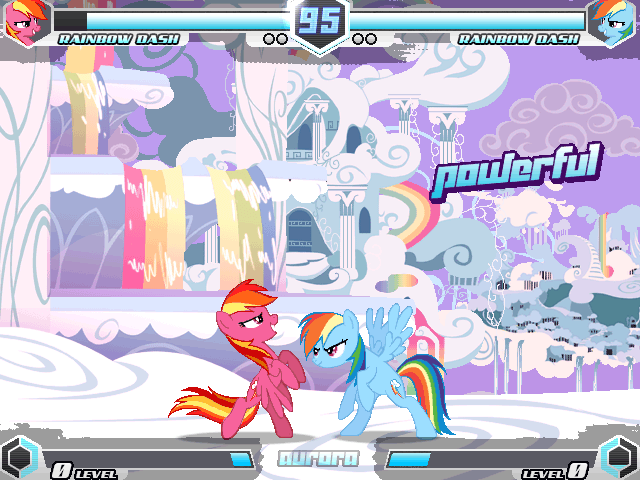 95
RAINBOW DASH
RAINBOW DASH
powerful
0 LEVEL
aurora
LEVEL 0